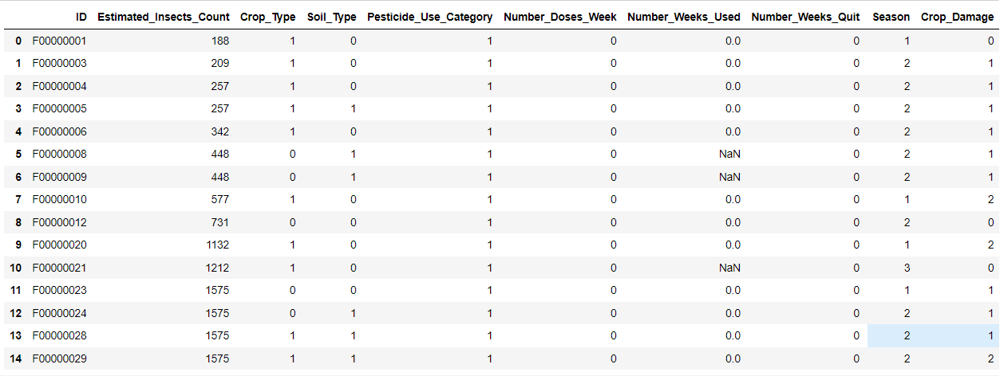 ID Estimated_Insects_Count Crop_Type Soil_Type Pesticide_Use_Category Number_Doses_Week Number_Weeks_Used Number_Weeks_Quit Season Crop_Damage
0 F00000001 188 1 0 1 0 0.0 0 1 0
1 F00000003 209 1 0 1 0 0.0 0 2 1
2 F00000004 257 1 0 1 0 0.0 0 2 1
3 F00000005 257 1 1 1 0 0.0 0 2 1
4 F00000006 342 1 0 1 0 0.0 0 2 1
5 F00000008 448 0 1 1 0 NaN 0 2 1
6 F00000009 448 0 1 1 0 NaN 0 2 1
7 F00000010 577 1 0 1 0 0.0 0 1 2
8 F00000012 731 0 0 1 0 0.0 0 2 0
9 F00000020 1132 1 0 1 0 0.0 0 1 2
10 F00000021 1212 1 0 1 0 NaN 0 3 0
11 F00000023 1575 0 0 1 0 0.0 0 1 1
12 F00000024 1575 0 1 1 0 0.0 0 2 1
13 F00000028 1575 1 1 1 0 0.0 0 2 1
14 F00000029 1575 1 1 1 0 0.0 0 2 2